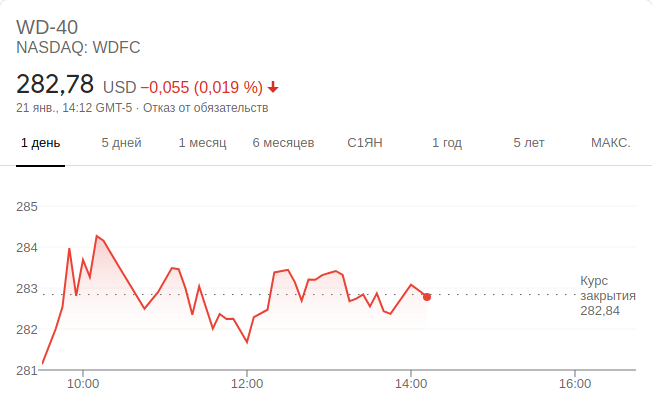 WD-40
NASDAQ: WDFC
282,78 USD −0,055 (0,019 %)
21 янв., 14:12 GMT-5 · Отказ от обязательств
1 день 5 дней 1 месяц 6 месяцев С1ЯН 1 год 5 лет МАКС.
285
284
283
282
281
Курс
закрытия
282,84
10:00 12:00 14:00 16:00